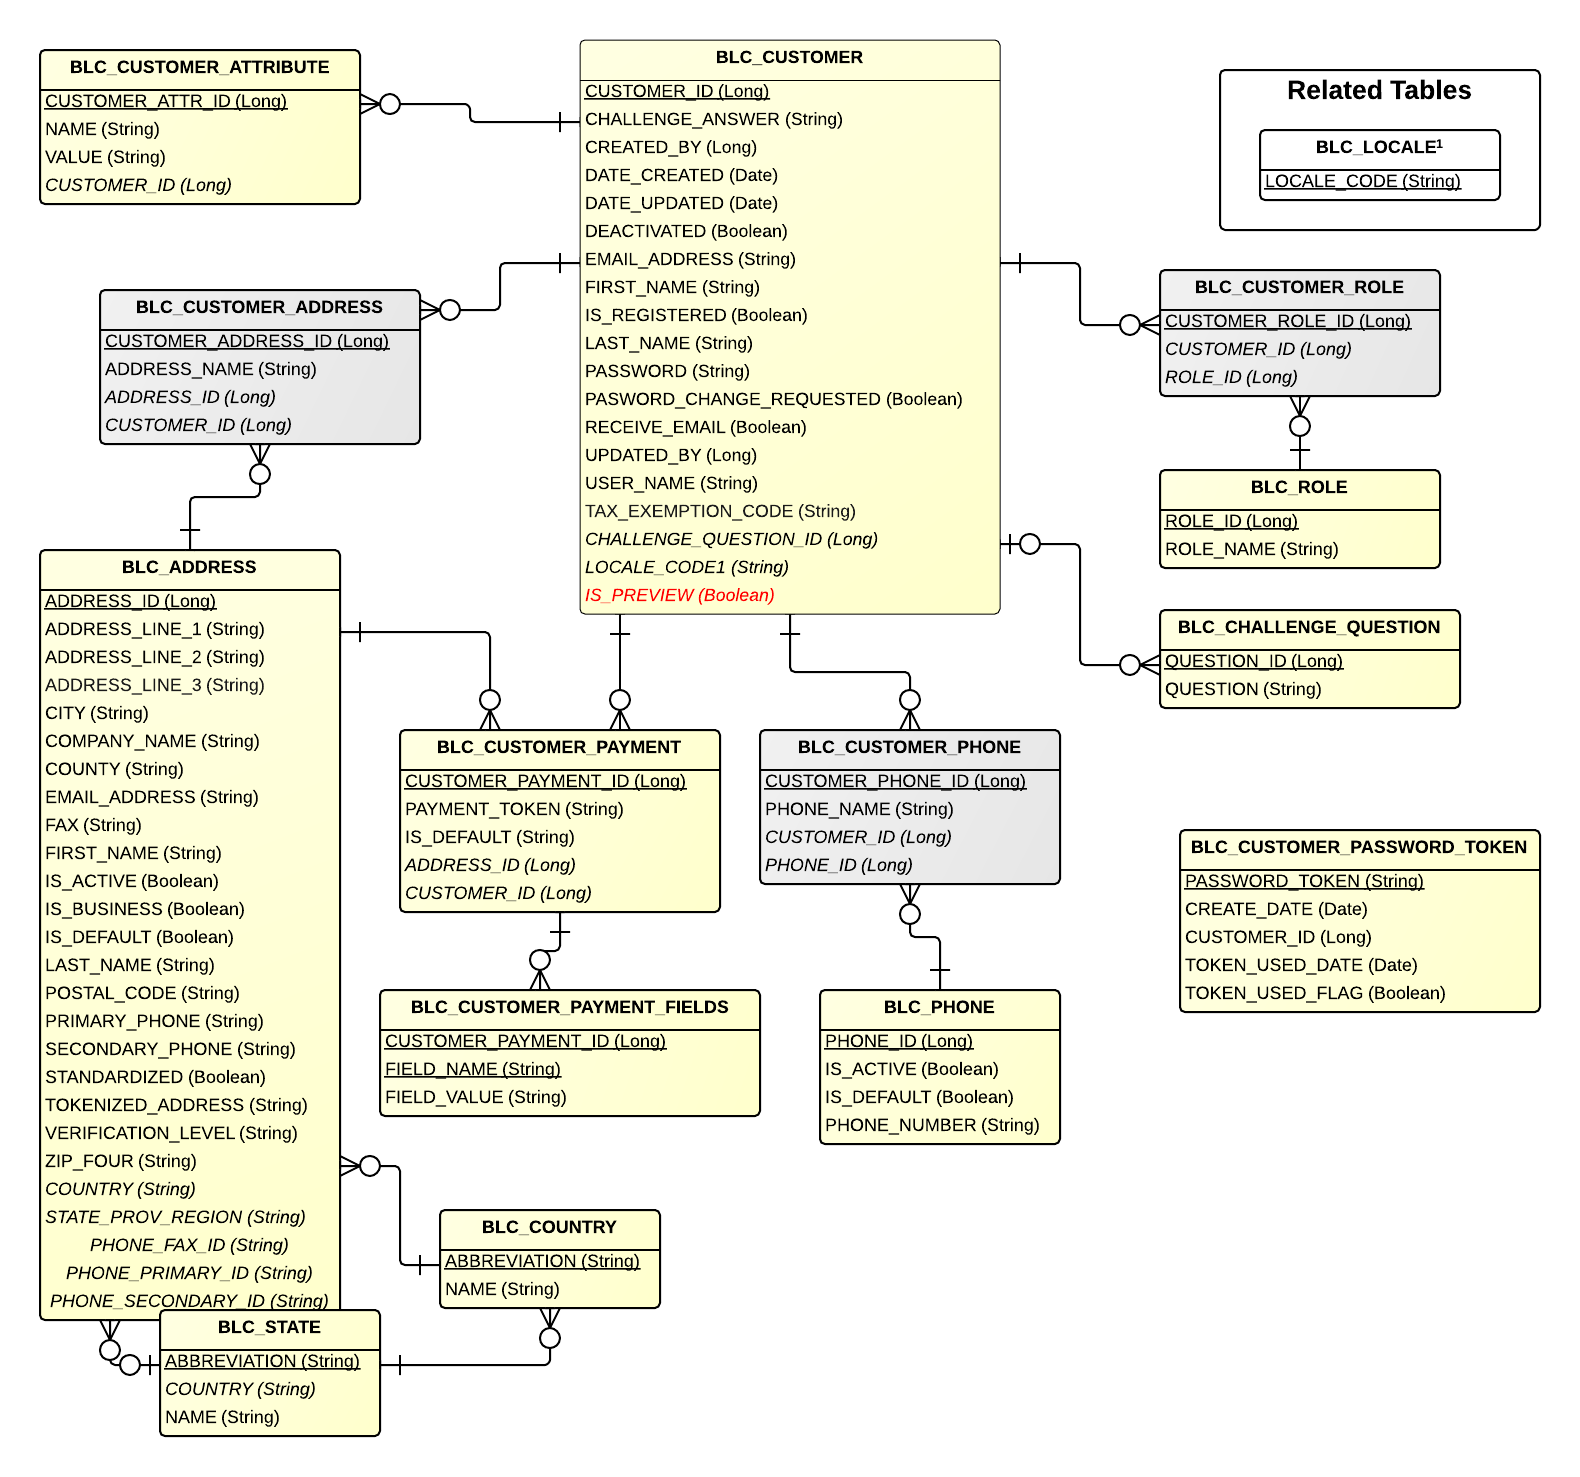 BLC_CUSTOMER_ATTRIBUTE
CUSTOMER_ATTR_ID (Long)
NAME (String)
VALUE (String)
CUSTOMER_ID (Long)
BLC_CUSTOMER
CUSTOMER_ID (Long)
CHALLENGE_ANSWER (String)
CREATED_BY (Long)
DATE_CREATED (Date)
DATE_UPDATED (Date)
DEACTIVATED (Boolean)
EMAIL_ADDRESS (String)
FIRST_NAME (String)
IS_REGISTERED (Boolean)
LAST_NAME (String)
PASSWORD (String)
PASWORD_CHANGE_REQUESTED (Boolean)
RECEIVE_EMAIL (Boolean)
UPDATED_BY (Long)
USER_NAME (String)
TAX_EXEMPTION_CODE (String)
CHALLENGE_QUESTION_ID (Long)
LOCALE_CODE1 (String)
IS_PREVIEW (Boolean)
Related Tables
BLC_LOCALE¹
LOCALE_CODE (String)
BLC_CUSTOMER_ADDRESS
CUSTOMER_ADDRESS_ID (Long)
ADDRESS_NAME (String)
ADDRESS_ID (Long)
CUSTOMER_ID (Long)
BLC_CUSTOMER_ROLE
CUSTOMER_ROLE_ID (Long)
CUSTOMER_ID (Long)
ROLE_ID (Long)
BLC_ROLE
ROLE_ID (Long)
ROLE_NAME (String)
BLC_CHALLENGE_QUESTION
QUESTION_ID (Long)
QUESTION (String)
BLC_ADDRESS
ADDRESS_ID (Long)
ADDRESS_LINE_1 (String)
ADDRESS_LINE_2 (String)
ADDRESS_LINE_3 (String)
CITY (String)
COMPANY_NAME (String)
COUNTY (String)
EMAIL_ADDRESS (String)
FAX (String)
FIRST_NAME (String)
IS_ACTIVE (Boolean)
IS_BUSINESS (Boolean)
IS_DEFAULT (Boolean)
LAST_NAME (String)
POSTAL_CODE (String)
PRIMARY_PHONE (String)
SECONDARY_PHONE (String)
STANDARDIZED (Boolean)
TOKENIZED_ADDRESS (String)
VERIFICATION_LEVEL (String)
ZIP_FOUR (String)
COUNTRY (String)
STATE_PROV_REGION (String)
PHONE_FAX_ID (String)
PHONE_PRIMARY_ID (String)
PHONE_SECONDARY_ID (String)
BLC_CUSTOMER_PAYMENT
CUSTOMER_PAYMENT_ID (Long)
PAYMENT_TOKEN (String)
IS_DEFAULT (String)
ADDRESS_ID (Long)
CUSTOMER_ID (Long)
BLC_CUSTOMER_PHONE
CUSTOMER_PHONE_ID (Long)
PHONE_NAME (String)
CUSTOMER_ID (Long)
PHONE_ID (Long)
BLC_CUSTOMER_PASSWORD_TOKEN
PASSWORD_TOKEN (String)
CREATE_DATE (Date)
CUSTOMER_ID (Long)
TOKEN_USED_DATE (Date)
TOKEN_USED_FLAG (Boolean)
BLC_CUSTOMER_PAYMENT_FIELDS
CUSTOMER_PAYMENT_ID (Long)
FIELD_NAME (String)
FIELD_VALUE (String)
BLC_PHONE
PHONE_ID (Long)
IS_ACTIVE (Boolean)
IS_DEFAULT (Boolean)
PHONE_NUMBER (String)
BLC_COUNTRY
ABBREVIATION (String)
NAME (String)
BLC_STATE
ABBREVIATION (String)
COUNTRY (String)
NAME (String)